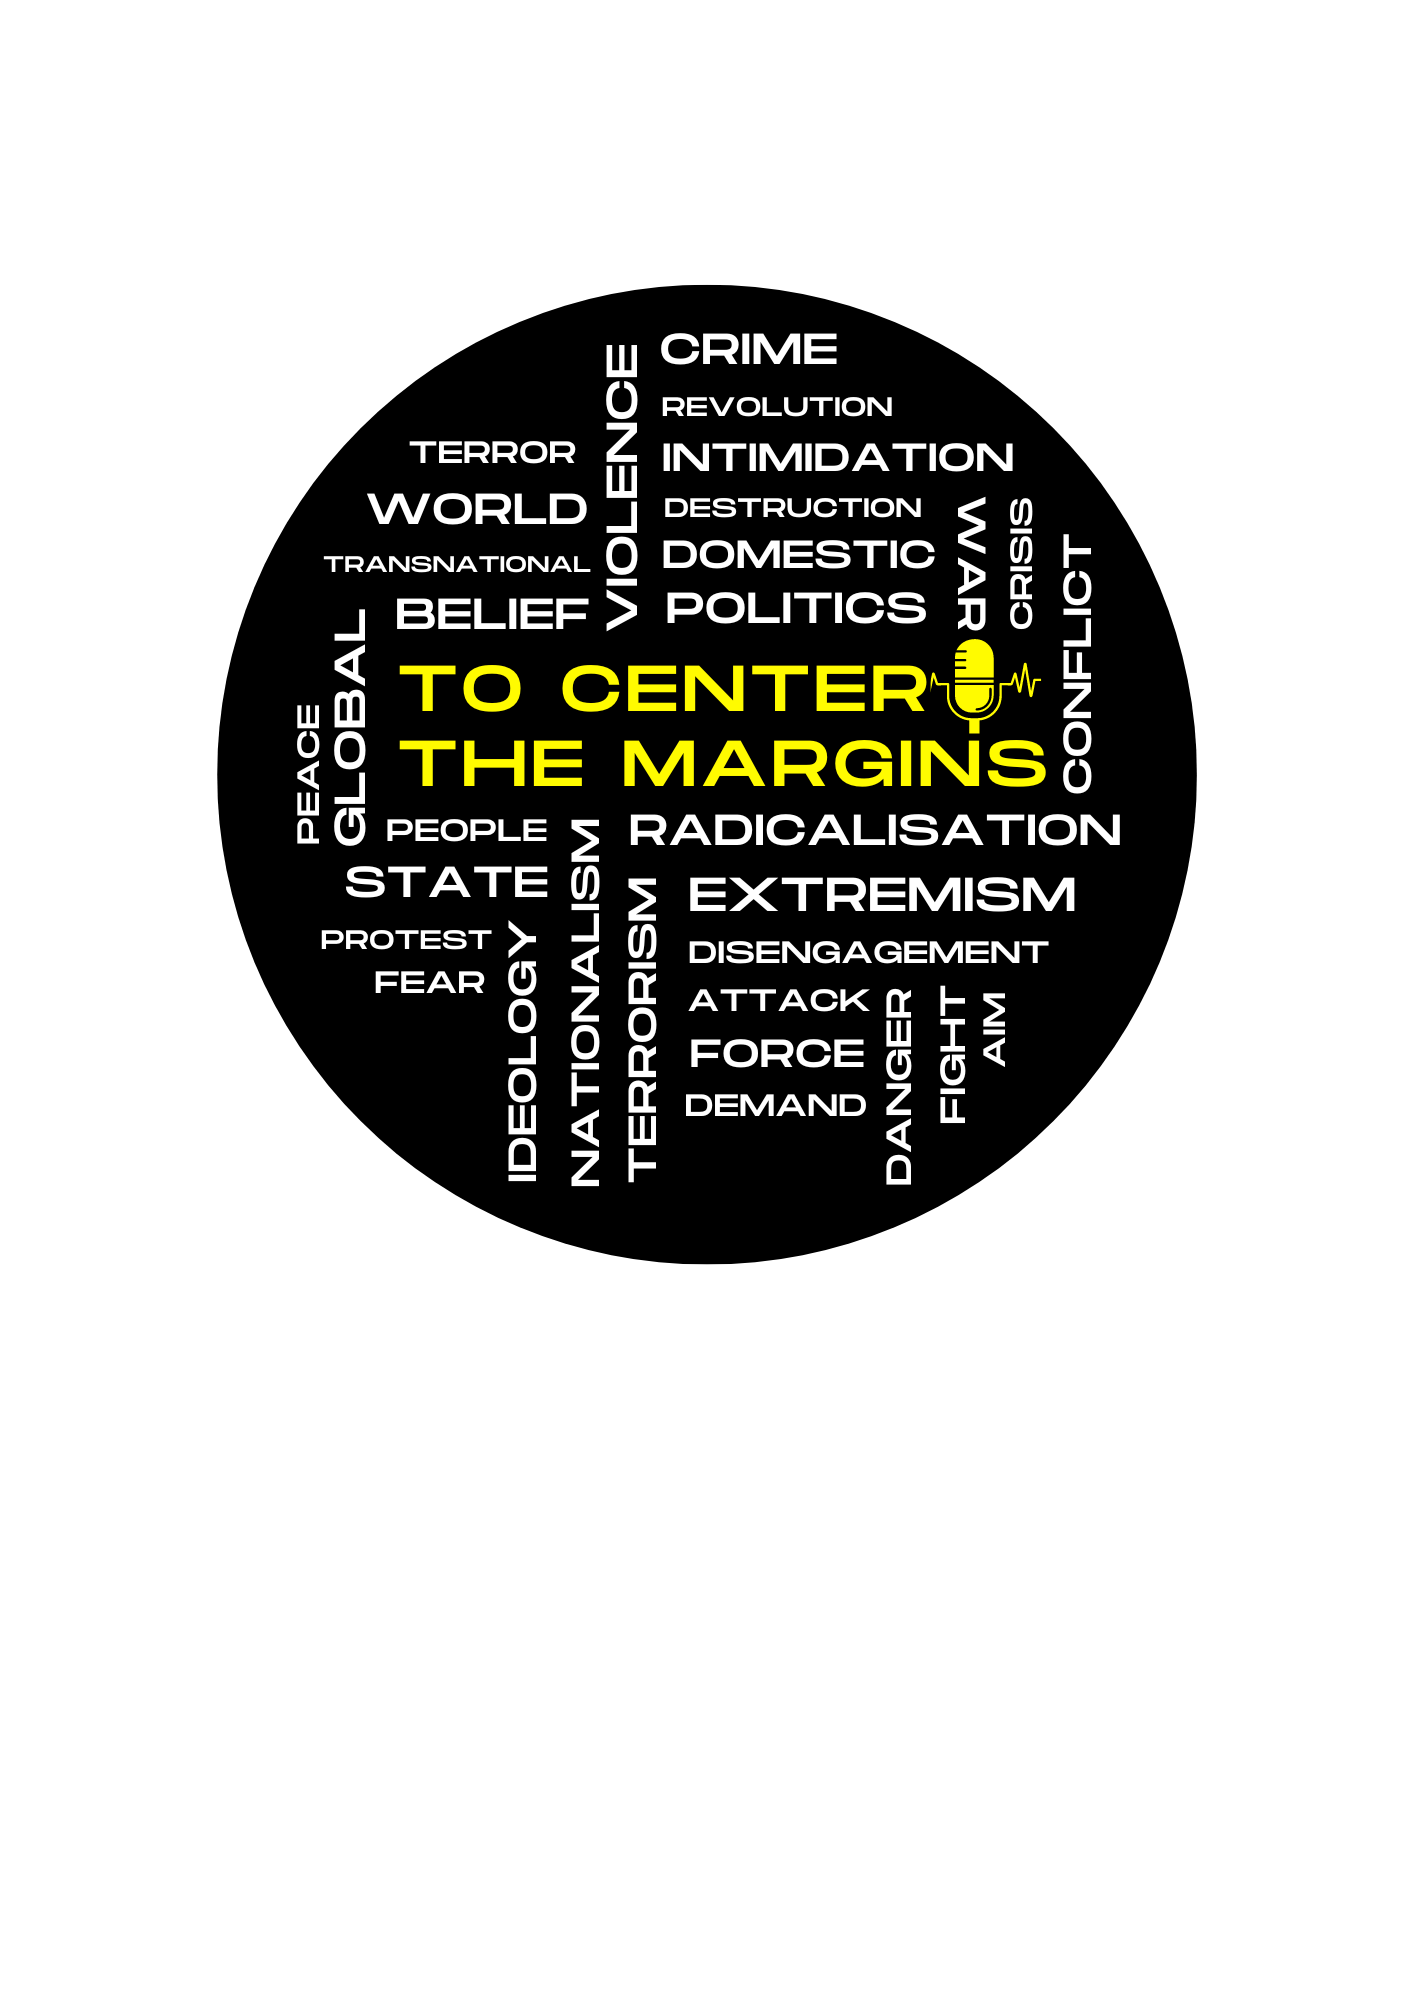 CRIME
VIOLENCE
REVOLUTION
TERROR
INTIMIDATION
WORLD
DESTRUCTION
WAR
CRISIS
TRANSNATIONAL
DOMESTIC
CONFLICT
BELIEF
POLITICS
GLOBAL
PEACE
TO CENTER
THE MARGINS
PEOPLE
RADICALISATION
STATE
NATIONALISM
EXTREMISM
TERRORISM
PROTEST
IDEOLOGY
DISENGAGEMENT
FEAR
ATTACK
DANGER
FIGHT
AIM
FORCE
DEMAND